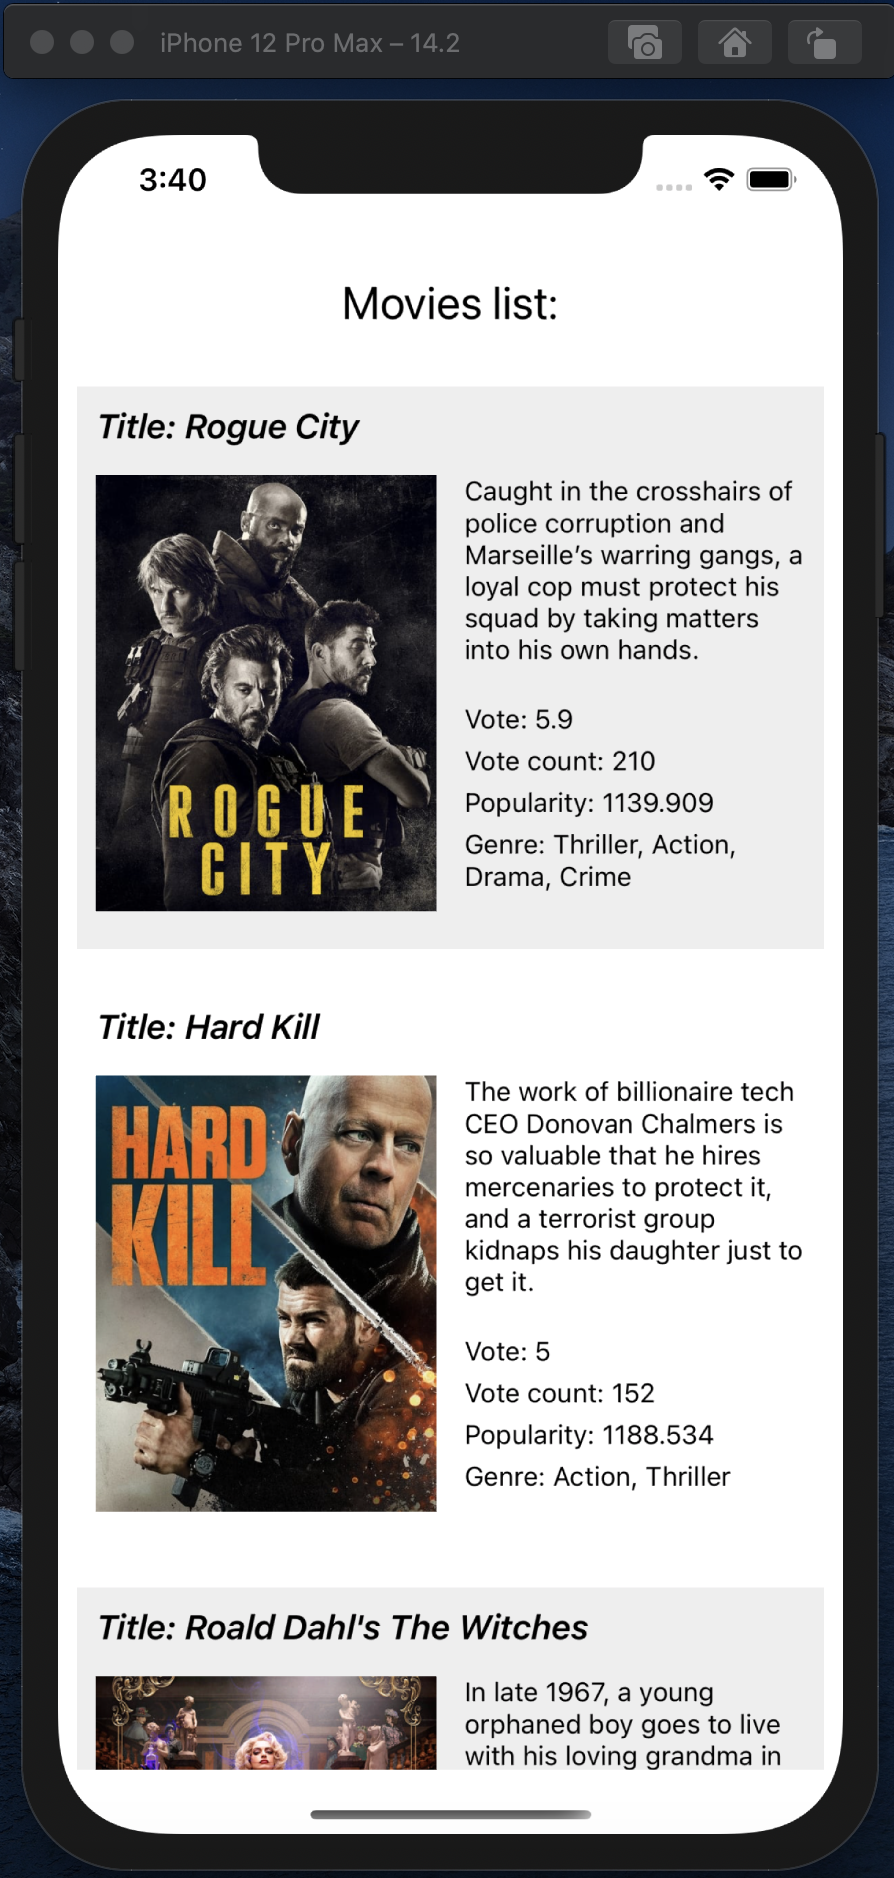 iPhone 12 Pro Max – 14.2
3:40
Movies list:
Title: Rogue City
ROGUE
CITY
Caught in the crosshairs of
police corruption and
Marseille’s warring gangs, a
loyal cop must protect his
squad by taking matters
into his own hands.
Vote: 5.9
Vote count: 210
Popularity: 1139.909
Genre: Thriller, Action,
Drama, Crime
Title: Hard Kill
HARD
KILL
The work of billionaire tech
CEO Donovan Chalmers is
so valuable that he hires
mercenaries to protect it,
and a terrorist group
kidnaps his daughter just to
get it.
Vote: 5
Vote count: 152
Popularity: 1188.534
Genre: Action, Thriller
Title: Roald Dahl's The Witches
In late 1967, a young
orphaned boy goes to live
with his loving grandma in